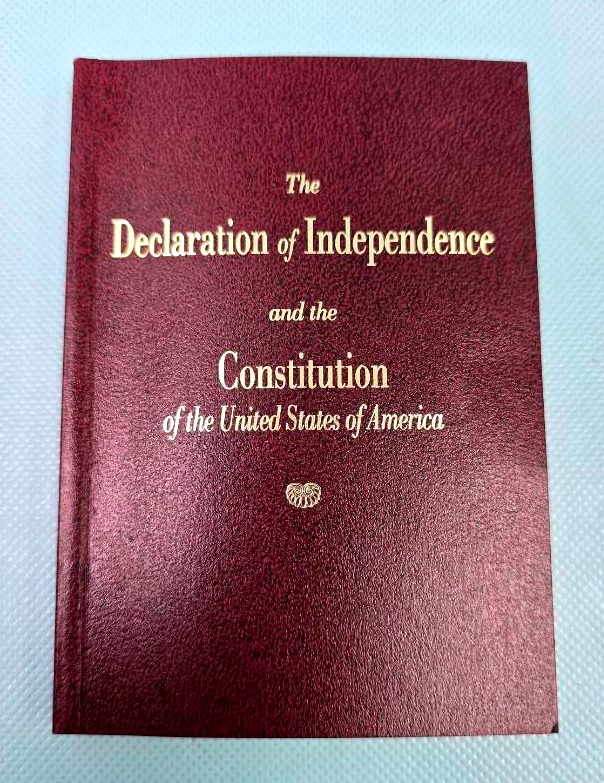 The
Declaration of Independence
and the
Constitution
of the United States of America